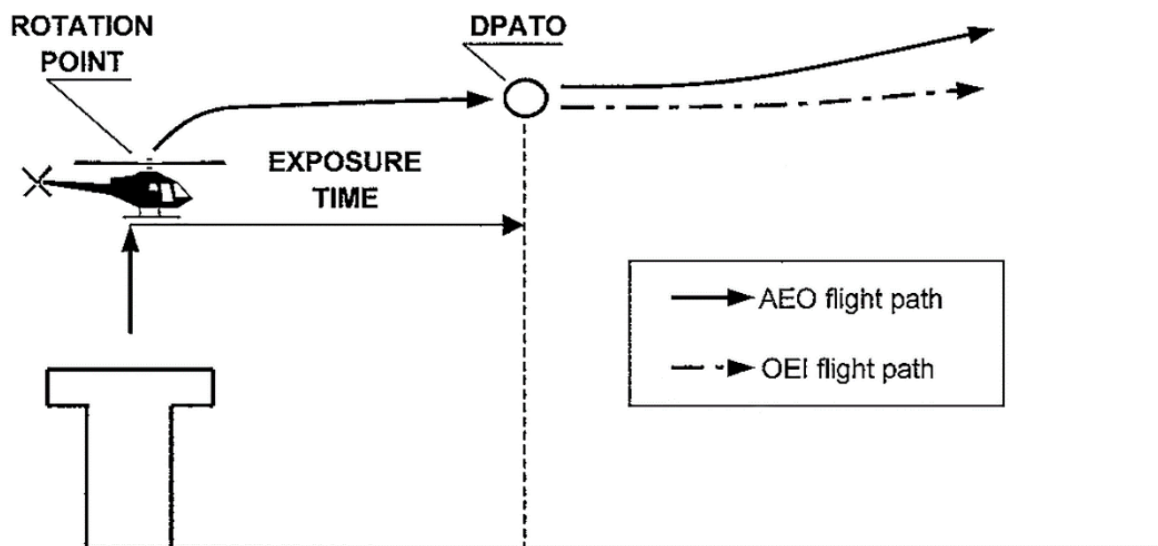 ROTATION
POINT
DPATO
EXPOSURE
TIME
AEO flight path
OEI flight path